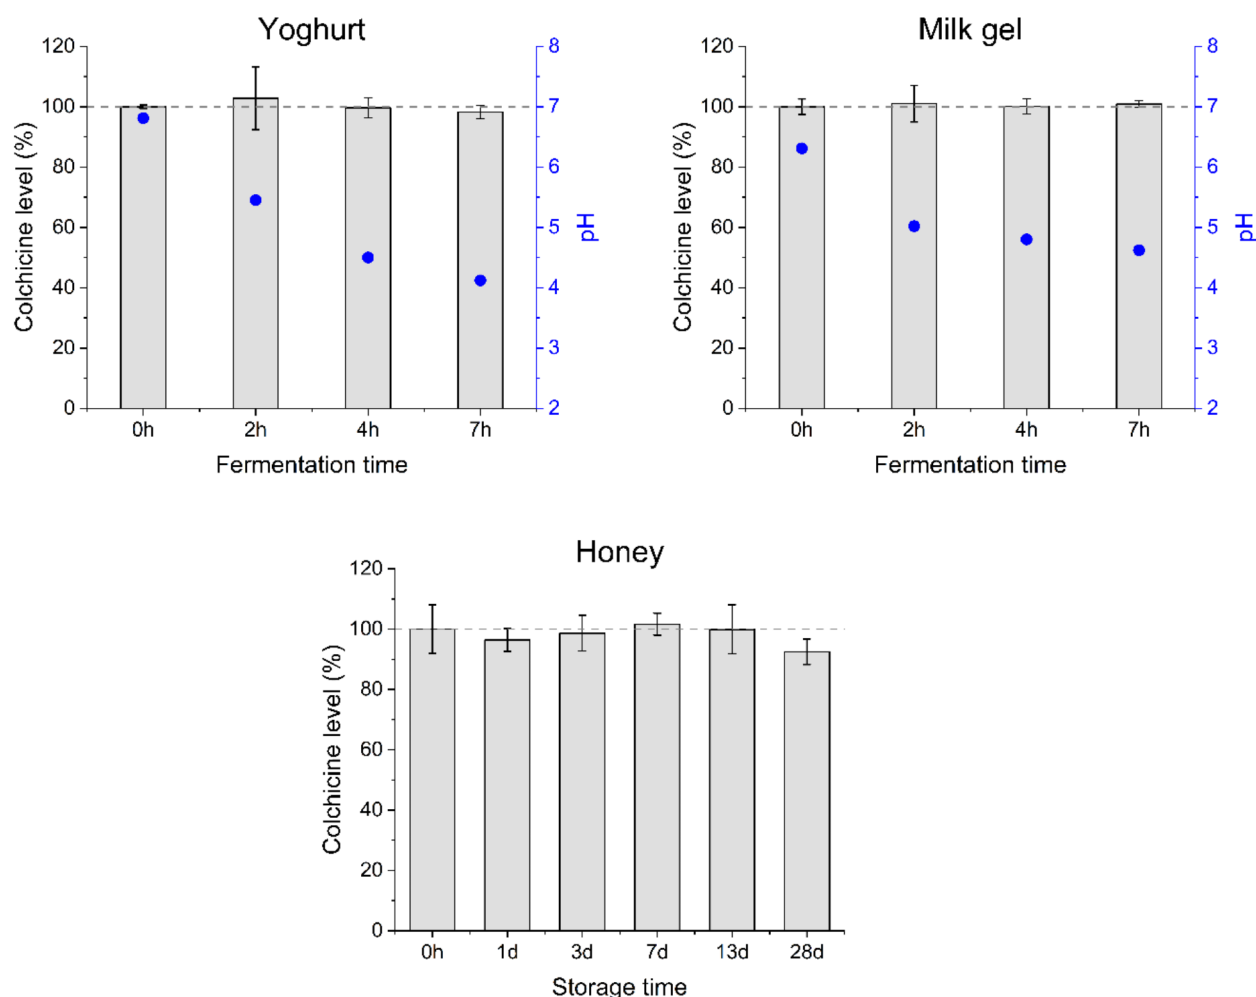 Yoghurt
120
100
80
60
40
20
0
Colchicine level (%)
8
7
6
5
4
3
2
pH
0h 2h 4h 7h
Fermentation time
Milk gel
120
100
80
60
40
20
0
Colchicine level (%)
8
7
6
5
4
3
2
pH
0h 2h 4h 7h
Fermentation time
Honey
120
100
80
60
40
20
0
Colchicine level (%)
0h 1d 3d 7d 13d 28d
Storage time